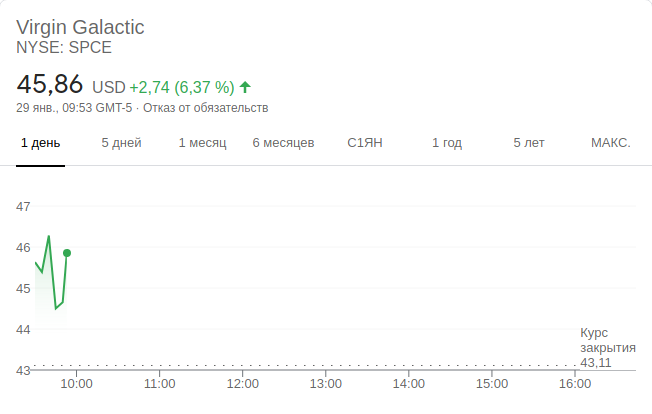 Virgin Galactic
NYSE: SPCE
45,86 USD +2,74 (6,37 %)
29 янв., 09:53 GMT-5 · Отказ от обязательств
1 день 5 дней 1 месяц 6 месяцев С1ЯН 1 год 5 лет МАКС.
47
46
45
44
Курс
закрытия
43,11
43
10:00 11:00 12:00 13:00 14:00 15:00 16:00